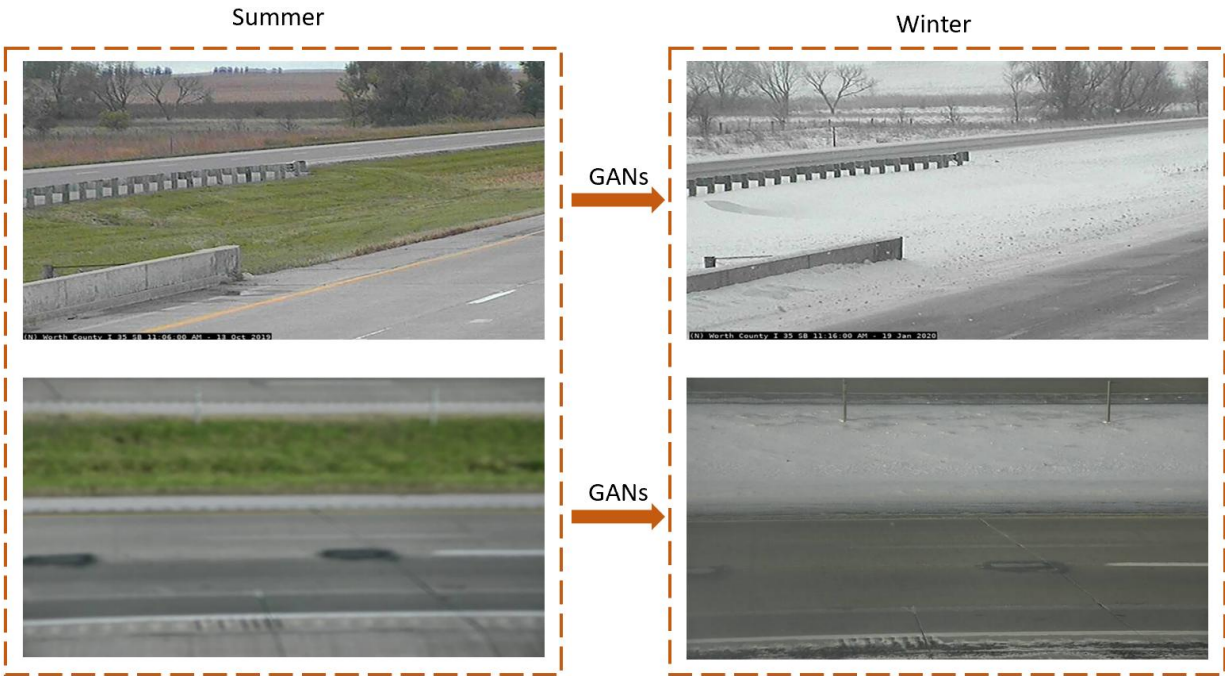 Summer
Winter
GANs
(N) Worth County I 35 SB 11:06:00 AM - 13 Oct 2019
(N) Worth County I 35 SB 11:16:00 AM - 19 Jan 2020
GANs